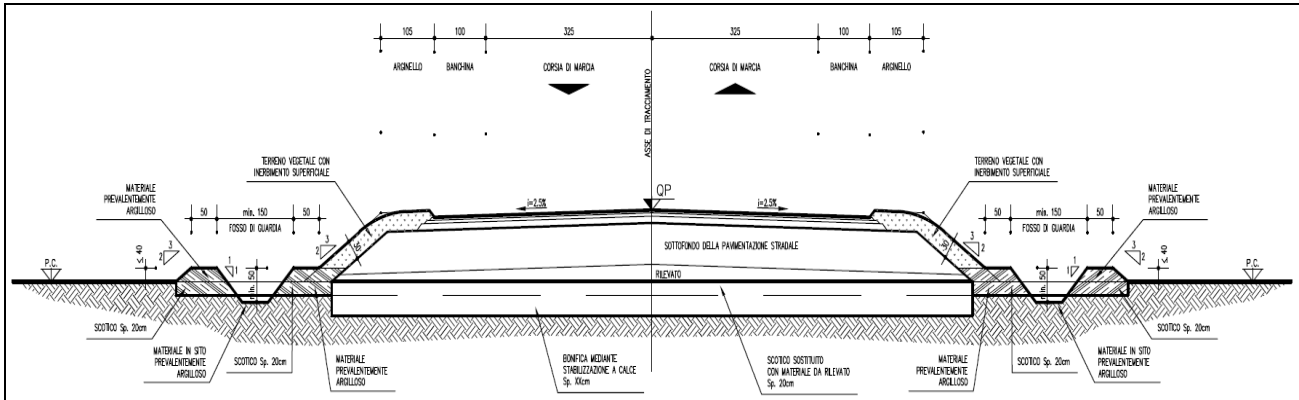 105 100 325 325 100 105
ARGINELLO BANCHINA CORSIA DI MARCIA CORSIA DI MARCIA BANCHINA ARGINELLO
ASSE DI TRACCIAMENTO
TERRENO VEGETALE CON
INERBIMENTO SUPERFICIALE
TERRENO VEGETALE CON
INERBIMENTO SUPERFICIALE
MATERIALE
PREVALENTEMENTE
ARGILLOSO
MATERIALE
PREVALENTEMENTE
ARGILLOSO
QP
50 min. 150 50
FOSSO DI GUARDIA
50 min. 150 50
FOSSO DI GUARDIA
i=2.5% i=2.5%
≤ 40
3
2
3
2
30
30
3
2
3
2
≤ 40
SOTTOFONDO DELLA PAVIMENTAZIONE STRADALE
P.C.
1
1
min. 50
RILEVATO
min. 50
1
1
P.C.
SCOTICO Sp. 20cm
SCOTICO Sp. 20cm
SCOTICO Sp. 20cm
SCOTICO Sp. 20cm
MATERIALE IN SITO
PREVALENTEMENTE
ARGILLOSO
MATERIALE
PREVALENTEMENTE
ARGILLOSO
BONIFICA MEDIANTE
STABILIZZAZIONE A CALCE
Sp. XXcm
SCOTICO SOSTITUITO
CON MATERIALE DA RILEVATO
Sp. 20cm
MATERIALE
PREVALENTEMENTE
ARGILLOSO
MATERIALE IN SITO
PREVALENTEMENTE
ARGILLOSO